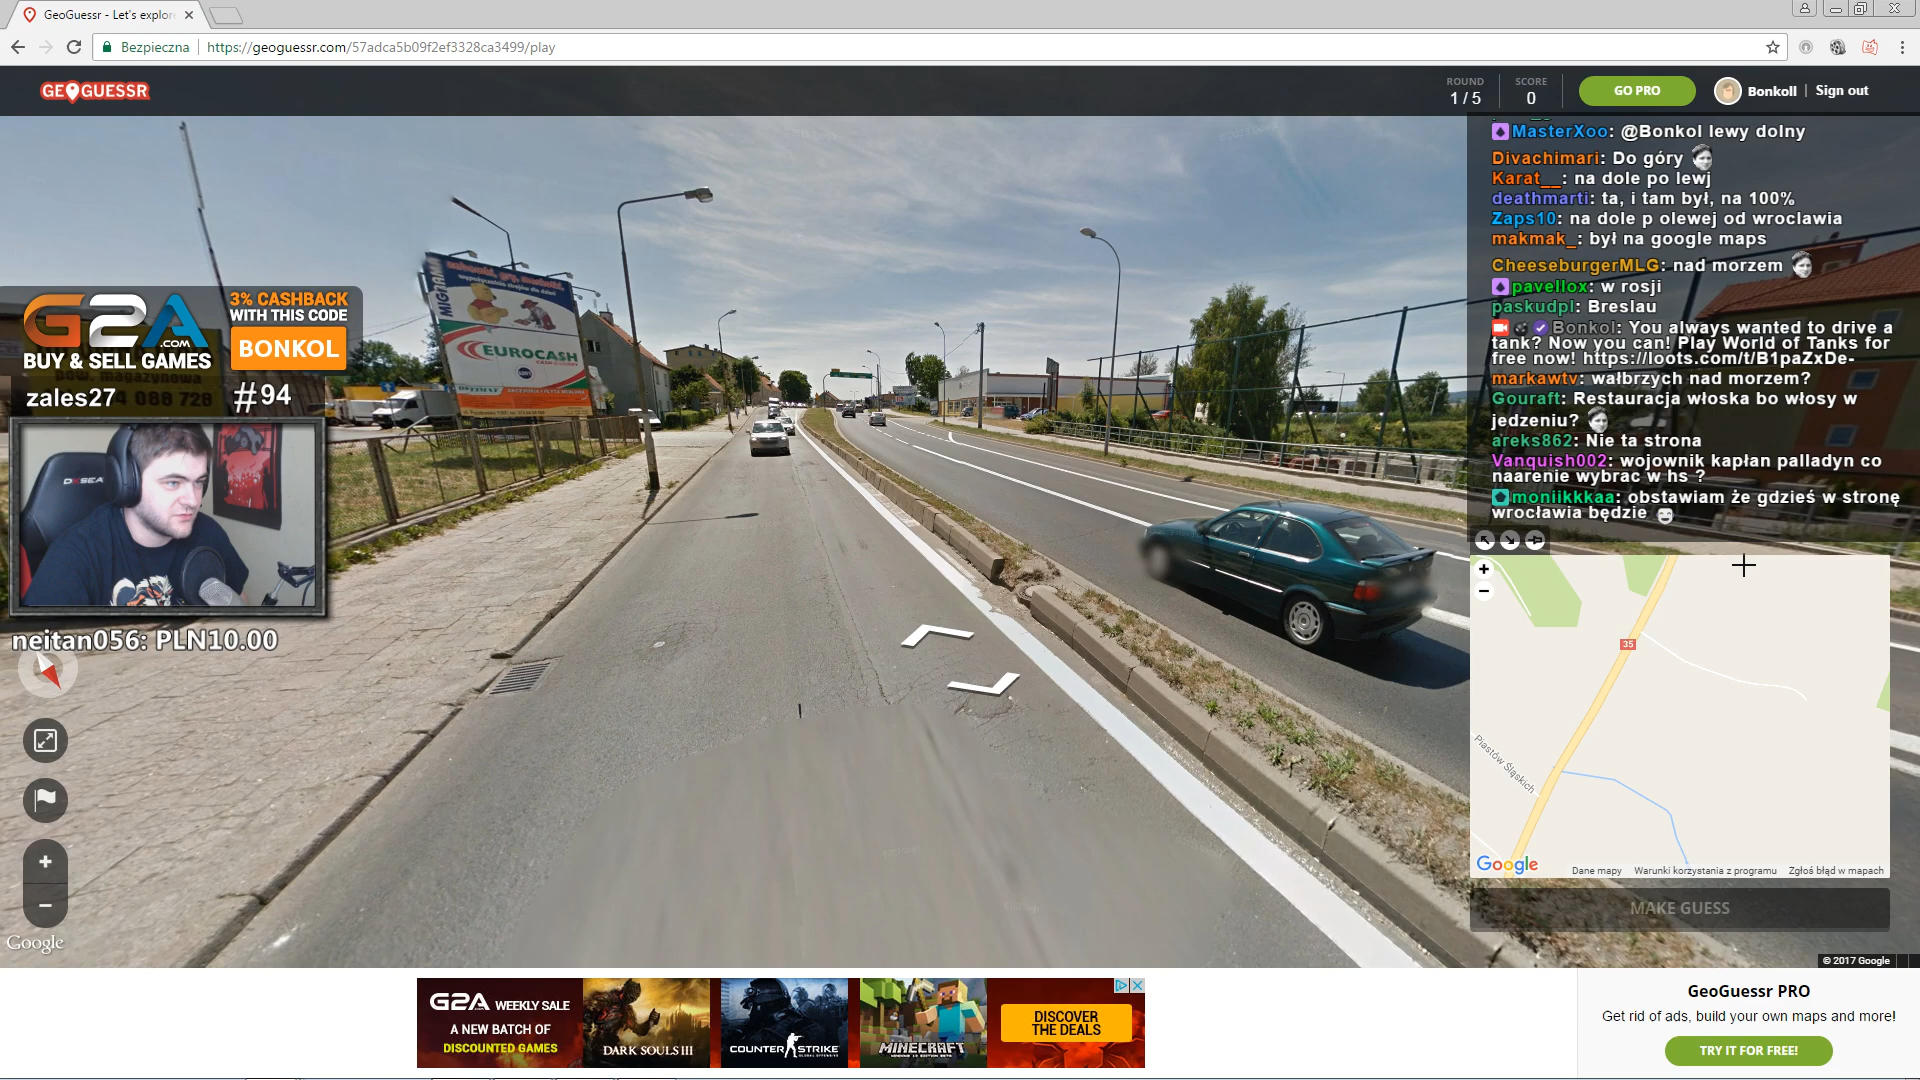 GeoGuessr - Let's explor
Bezpieczna
https://geoguessr.com/57adca5b09f2ef3328ca3499/play
GEOGUESSR
ROUND
1 / 5
SCORE
0
GO PRO
Bonkoll | Sign out
MasterXoo: @Bonkol lewy dolny
Divachimari: Do góry
Karat__: na dole po lewj
deathmarti: ta, i tam był, na 100%
Zaps10: na dole p olewej od wroclawia
makmak_: był na google maps
CheeseburgerMLG: nad morzem
pavellox: w rosji
paskudpl: Breslau
Bonkol: You always wanted to drive a
tank? Now you can! Play World of Tanks for
free now! https://loots.com/t/B1paZxDe-
markawtv: wałbrzych nad morzem?
Gouraft: Restauracja włoska bo włosy w
jedzeniu?
areks862: Nie ta strona
Vanquish002: wojownik kapłan palladyn co
naarenie wybrac w hs ?
moniikkkaa: obstawiam że gdzieś w stronę
wrocławia będzie
G2A
.COM
BUY & SELL GAMES
3% CASHBACK
WITH THIS CODE
BONKOL
pow. magazynowa
088 728
zales27
#94
MIGTANK
EUROCASH
DXSEA
neitan056: PLN10.00
+
−
35
Piastów Śląskich
Google
Dane mapy
Warunki korzystania z programu
Zgłoś błąd w mapach
MAKE GUESS
+
−
Google
© 2017 Google
G2A WEEKLY SALE
A NEW BATCH OF
DISCOUNTED GAMES
DARK SOULS III
COUNTER STRIKE
MINECRAFT
DISCOVER
THE DEALS
GeoGuessr PRO
Get rid of ads, build your own maps and more!
TRY IT FOR FREE!